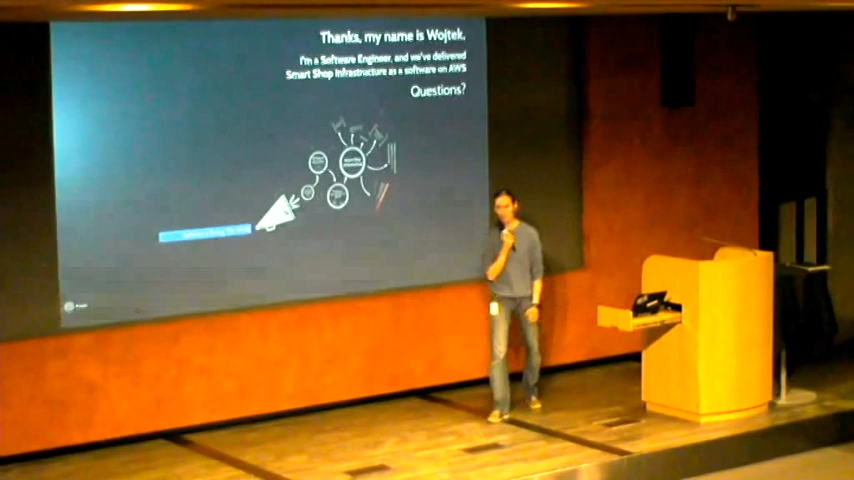 Thanks, my name is Wojtek.
I'm a Software Engineer, and we've delivered
Smart Shop Infrastructure as a software on AWS
Questions?